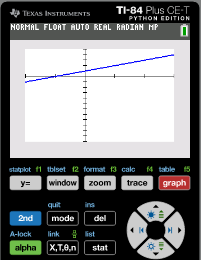 TEXAS INSTRUMENTS TI-84 Plus CE-T
PYTHON EDITION
NORMAL FLOAT AUTO REAL RADIAN MP
statplot f1 tblset f2 format f3 calc f4 table f5
y= window zoom trace graph
quit ins
2nd mode del
A-lock link list
alpha X,T,θ,n stat